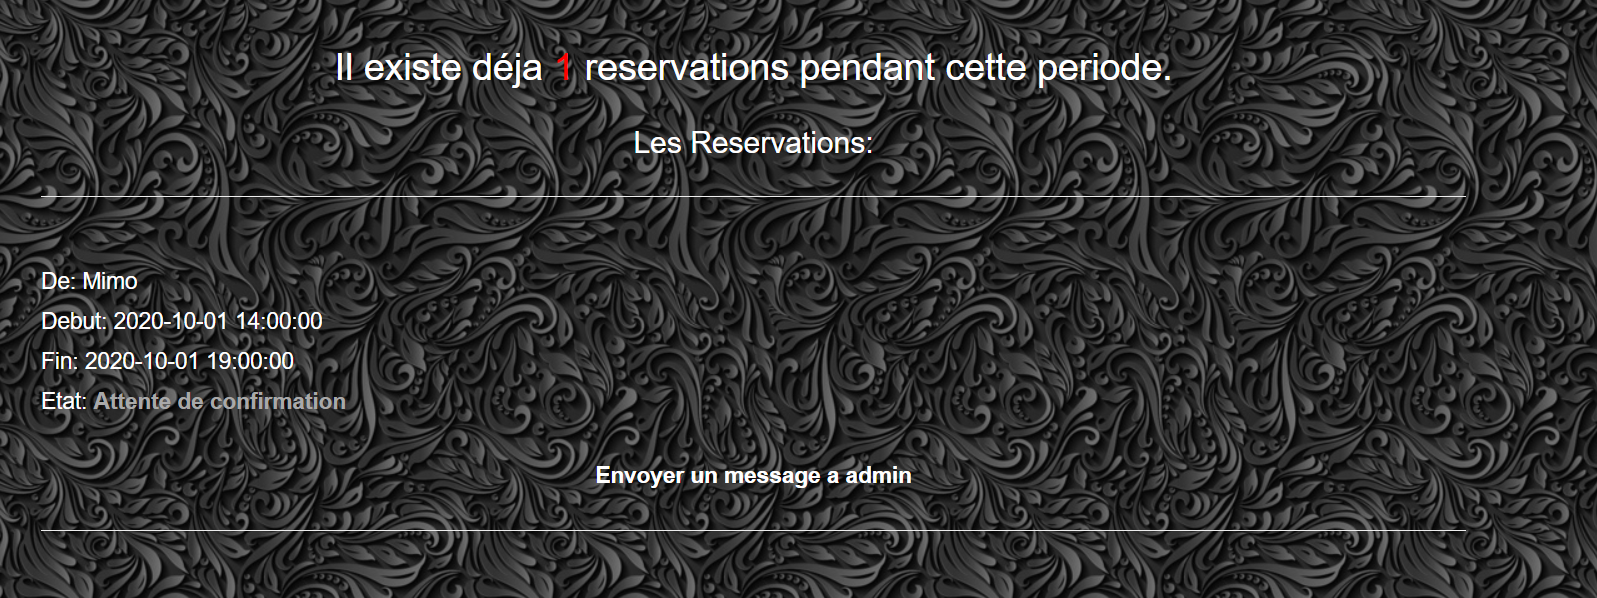 Il existe déja 1 reservations pendant cette periode.
Les Reservations:
De: Mimo
Debut: 2020-10-01 14:00:00
Fin: 2020-10-01 19:00:00
Etat: Attente de confirmation
Envoyer un message a admin